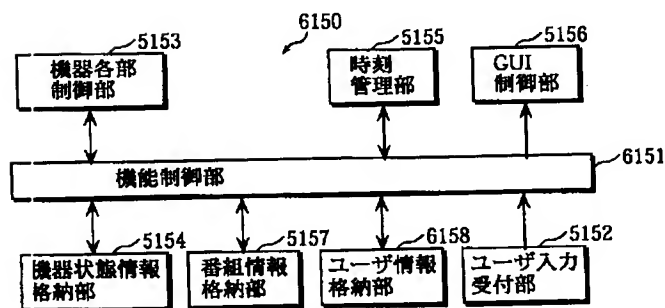 6150
5153
機器各部
制御部
5155
時刻
管理部
5156
GUI
制御部
6151
機能制御部
5154
機器状態情報
格納部
5157
番組情報
格納部
6158
ユーザ情報
格納部
5152
ユーザ入力
受付部